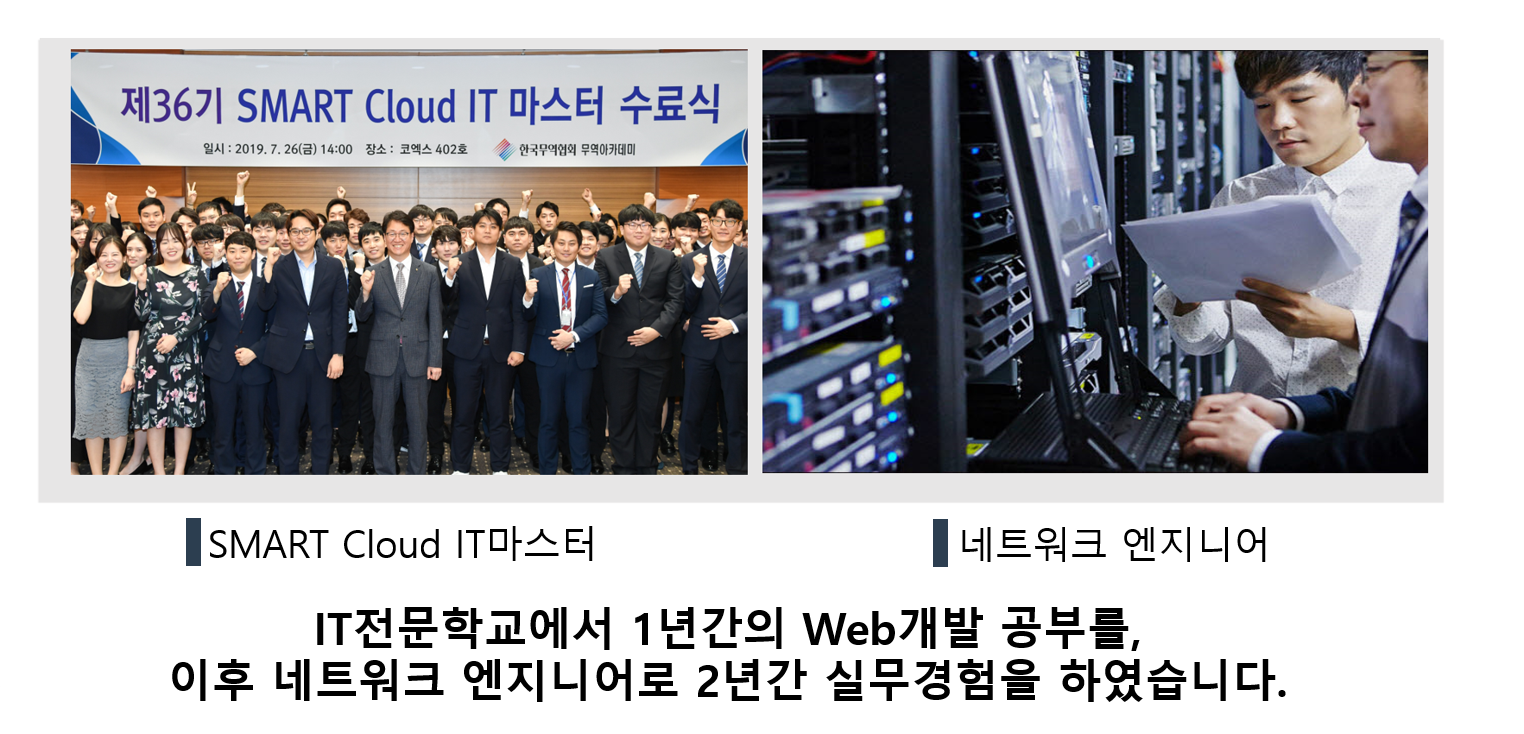 제36기 SMART Cloud IT 마스터 수료식
일시 : 2019. 7. 26(금) 14:00 장소 : 코엑스 402호 한국무역협회 무역아카데미
SMART Cloud IT마스터
네트워크 엔지니어
IT전문학교에서 1년간의 Web개발 공부를,
이후 네트워크 엔지니어로 2년간 실무경험을 하였습니다.